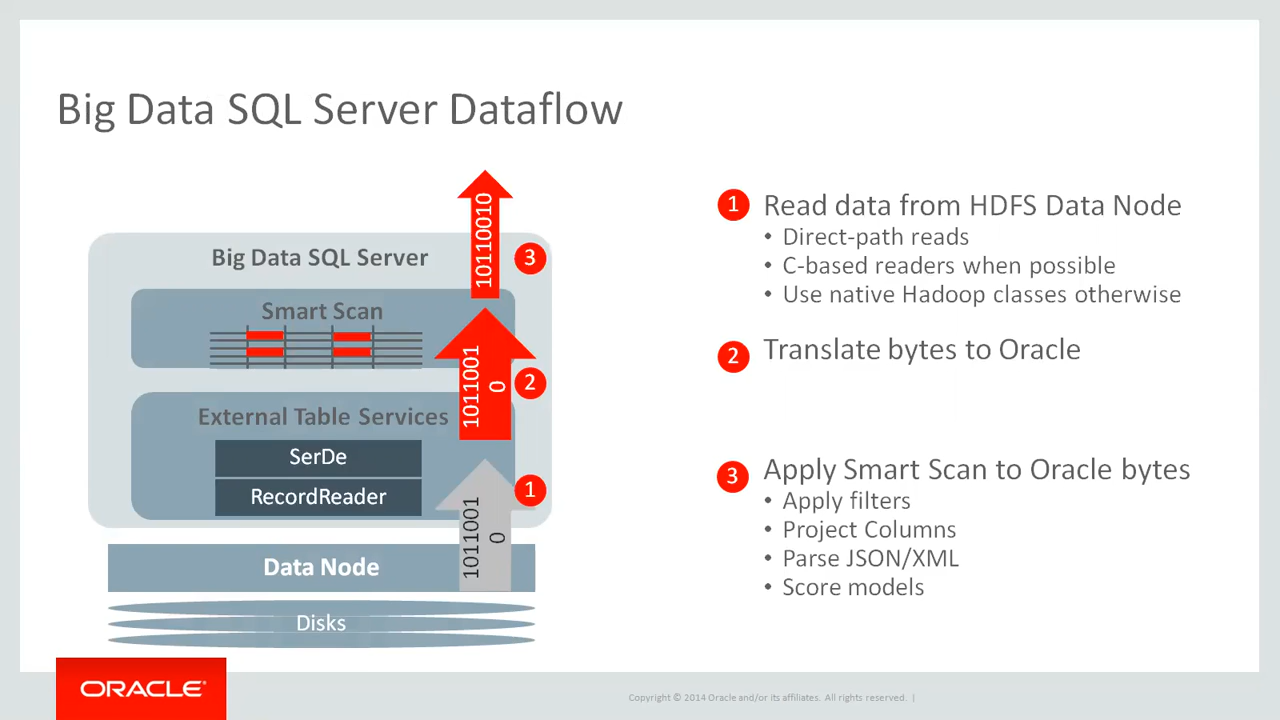 Big Data SQL Server Dataflow
10110010
Big Data SQL Server
3
Smart Scan
1011001
0
2
External Table Services
SerDe
RecordReader
1
1011001
0
Data Node
Disks
1 Read data from HDFS Data Node
• Direct-path reads
• C-based readers when possible
• Use native Hadoop classes otherwise
2 Translate bytes to Oracle
3 Apply Smart Scan to Oracle bytes
• Apply filters
• Project Columns
• Parse JSON/XML
• Score models
ORACLE®
Copyright © 2014 Oracle and/or its affiliates. All rights reserved. |